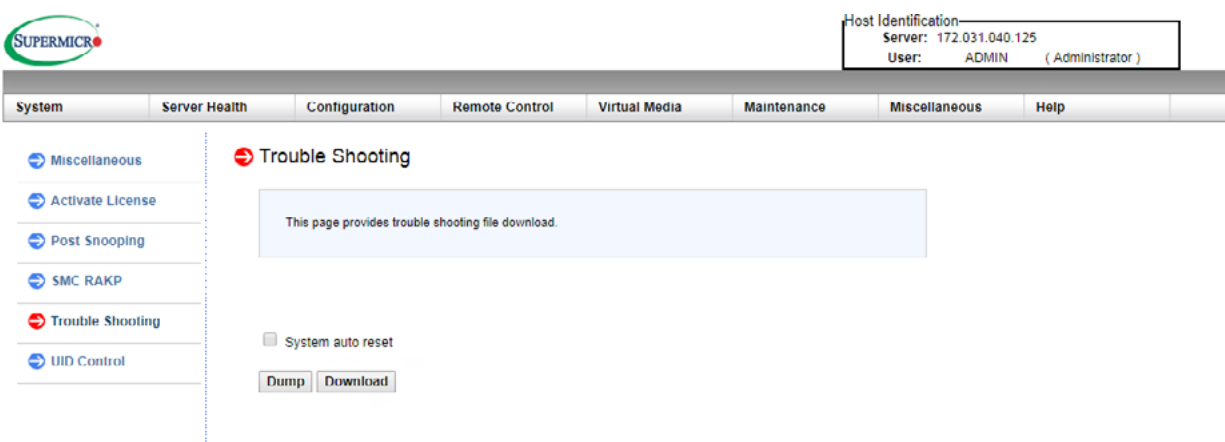 SUPERMICR
Host Identification
Server: 172.031.040.125
User: ADMIN ( Administrator )
System Server Health Configuration Remote Control Virtual Media Maintenance Miscellaneous Help
Miscellaneous
Activate License
Post Snooping
SMC RAKP
Trouble Shooting
UID Control
Trouble Shooting
This page provides trouble shooting file download.
System auto reset
Dump Download